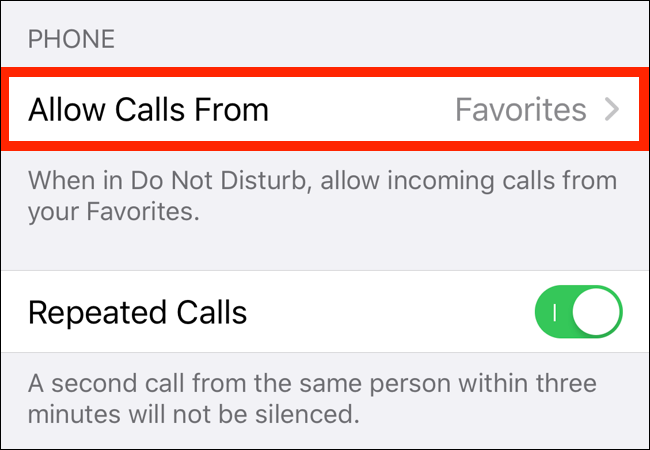 PHONE
Allow Calls From Favorites
When in Do Not Disturb, allow incoming calls from
your Favorites.
Repeated Calls
A second call from the same person within three
minutes will not be silenced.